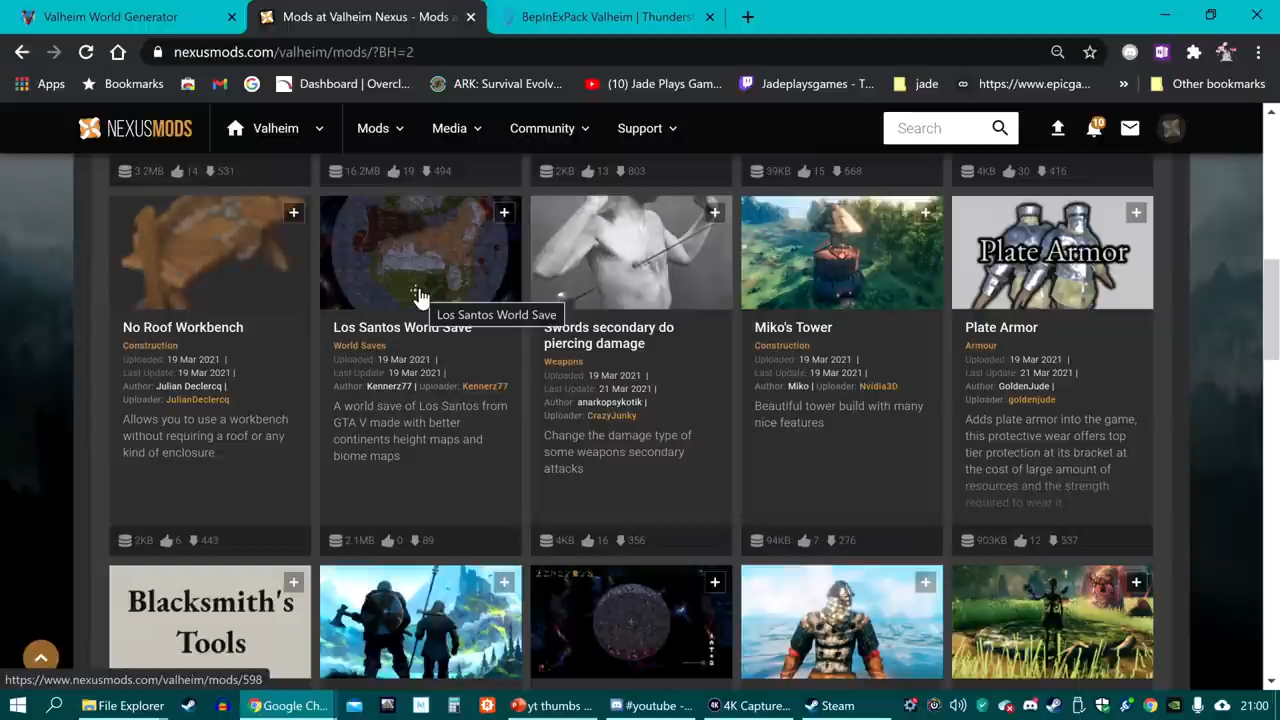 Valheim World Generator
Mods at Valheim Nexus - Mods a
BepInExPack Valheim | Thunders
nexusmods.com/valheim/mods/?BH=2
Apps
Bookmarks
Dashboard | Overcl...
ARK: Survival Evolv...
(10) Jade Plays Gam...
Jadeplaysgames - T...
jade
https://www.epicga...
»
Other bookmarks
NEXUSMODS
Valheim
Mods
Media
Community
Support
Search
10
3.2MB 14 531
16.2MB 19 494
2KB 13 803
39KB 15 668
4KB 30 416
Plate Armor
Los Santos World Save
No Roof Workbench
Construction
Uploaded: 19 Mar 2021 |
Last Update: 19 Mar 2021 |
Author: Julian Declercq |
Uploader: JulianDeclercq
Allows you to use a workbench
without requiring a roof or any
kind of enclosure.
2KB 6 443
Los Santos World Save
World Saves
Uploaded: 19 Mar 2021 |
Last Update: 19 Mar 2021 |
Author: Kennerz77 | Uploader: Kennerz77
A world save of Los Santos from
GTA V made with better
continents height maps and
biome maps
2.1MB 0 89
Swords secondary do
piercing damage
Weapons
Uploaded: 19 Mar 2021 |
Last Update: 21 Mar 2021 |
Author: anarkopsykotik |
Uploader: CrazyJunky
Change the damage type of
some weapons secondary
attacks
4KB 16 356
Miko's Tower
Construction
Uploaded: 19 Mar 2021 |
Last Update: 19 Mar 2021 |
Author: Miko | Uploader: Nvidia3D
Beautiful tower build with many
nice features
94KB 7 276
Plate Armor
Armour
Uploaded: 19 Mar 2021 |
Last Update: 21 Mar 2021 |
Author: GoldenJude |
Uploader: goldenjude
Adds plate armor into the game,
this protective wear offers top
tier protection at its bracket at
the cost of large amount of
resources and the strength
required to wear it
903KB 12 537
Blacksmith's
Tools
https://www.nexusmods.com/valheim/mods/598
File Explorer
Google Ch...
yt thumbs ...
#youtube -...
4K Capture...
Steam
21:00